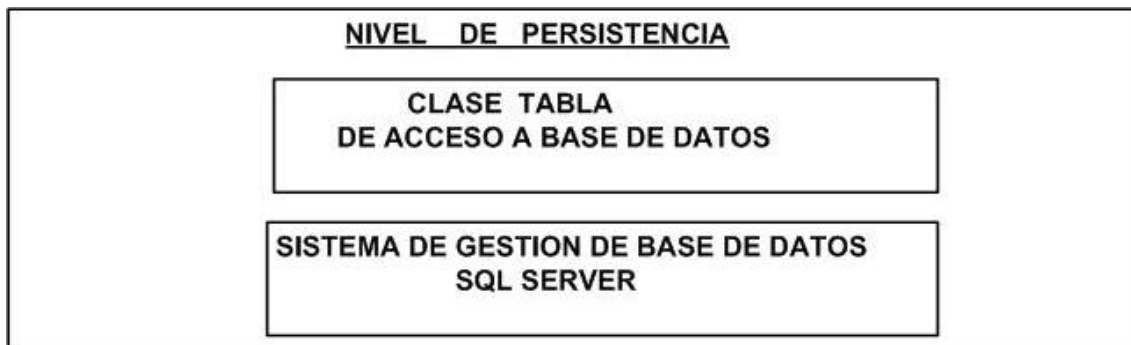 NIVEL DE PERSISTENCIA
CLASE TABLA
DE ACCESO A BASE DE DATOS
SISTEMA DE GESTION DE BASE DE DATOS
SQL SERVER